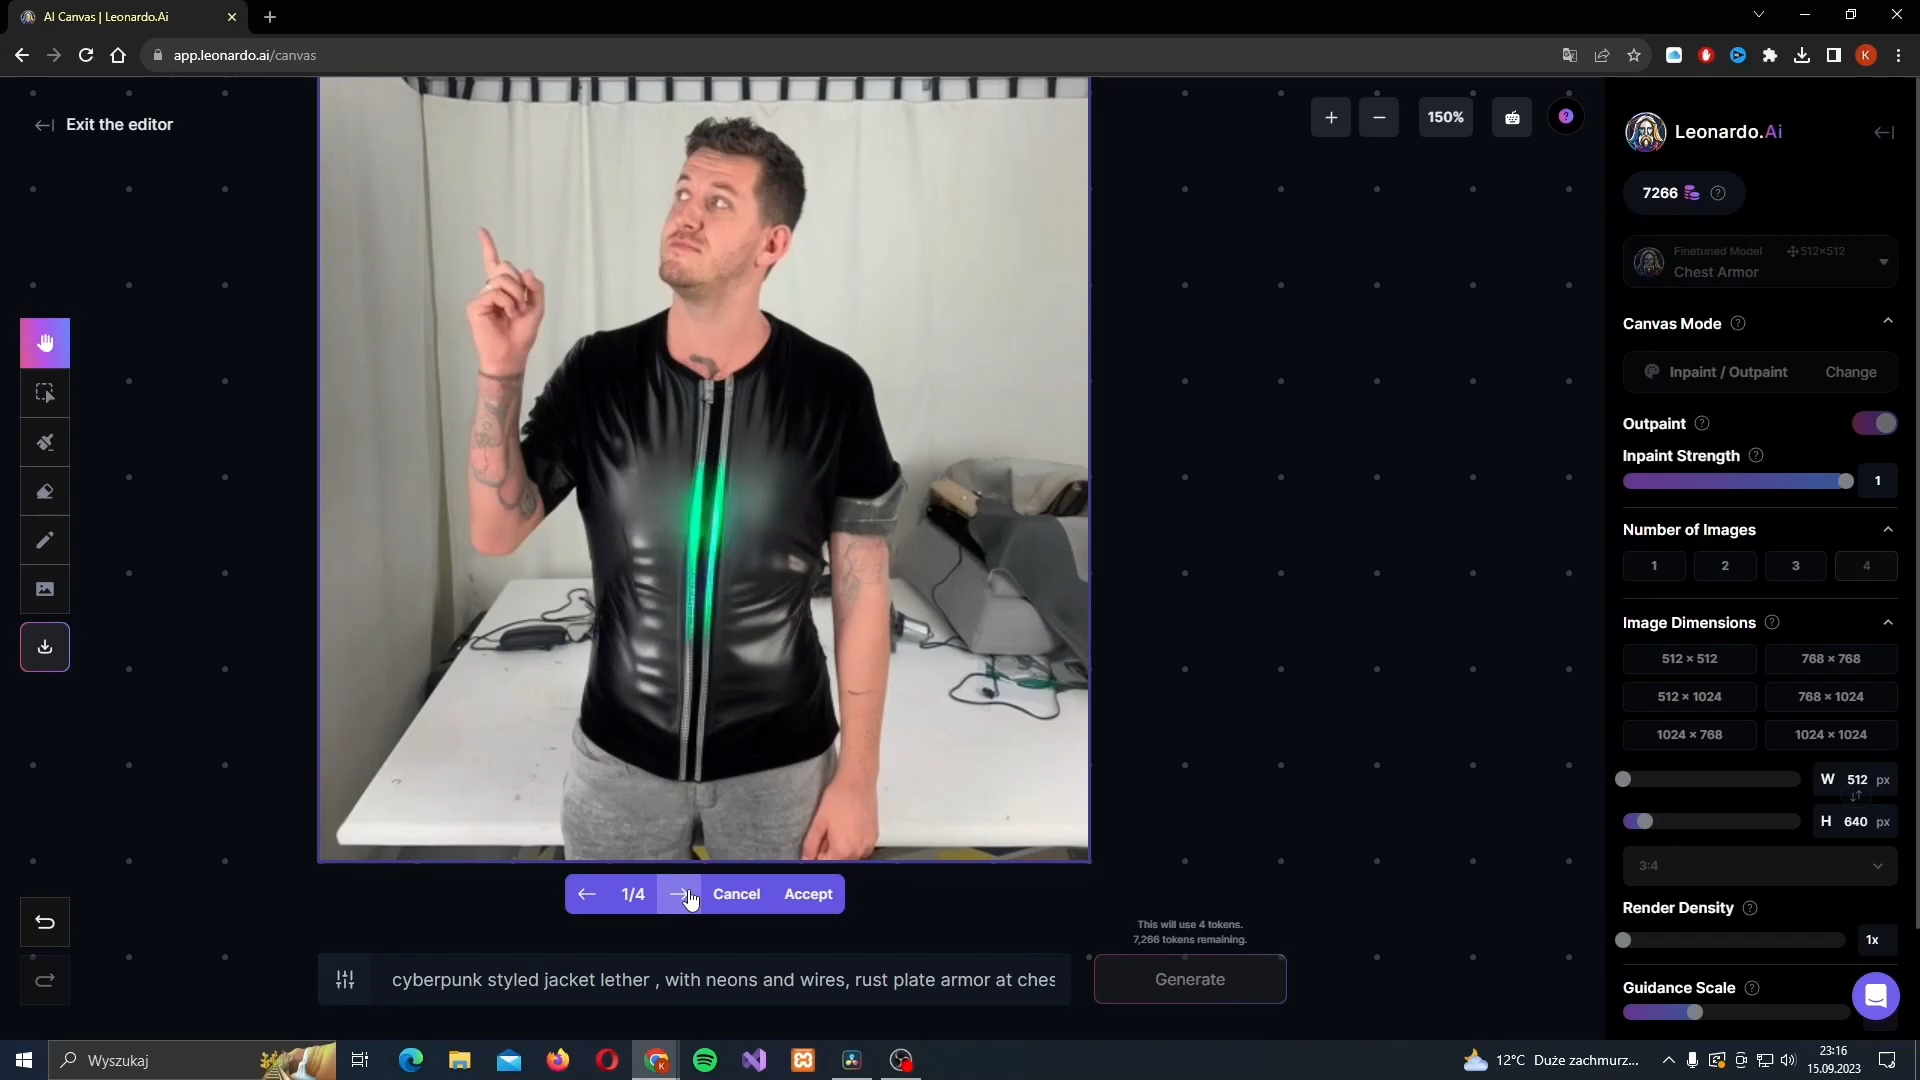 AI Canvas | Leonardo.Ai
app.leonardo.ai/canvas
Exit the editor
150%
Leonardo.Ai
7266
Finetuned Model
512×512
Chest Armor
Canvas Mode
Inpaint / Outpaint
Change
Outpaint
Inpaint Strength
1
Number of Images
1
2
3
4
Image Dimensions
512 × 512
768 × 768
512 × 1024
768 × 1024
1024 × 768
1024 × 1024
W 512 px
H 640 px
3:4
Render Density
1x
Guidance Scale
1/4
Cancel
Accept
This will use 4 tokens.
7,266 tokens remaining.
cyberpunk styled jacket lether , with neons and wires, rust plate armor at ches
Generate
Wyszukaj
12°C Duże zachmurz...
23:16
15.09.2023
K